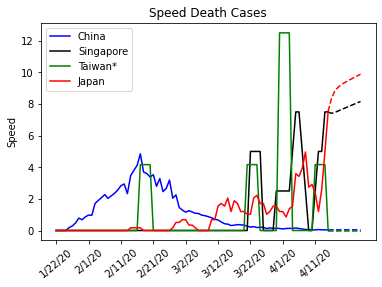 Speed Death Cases
China
Singapore
Taiwan*
Japan
Speed
12
10
8
6
4
2
0
1/22/20
2/1/20
2/11/20
2/21/20
3/2/20
3/12/20
3/22/20
4/1/20
4/11/20